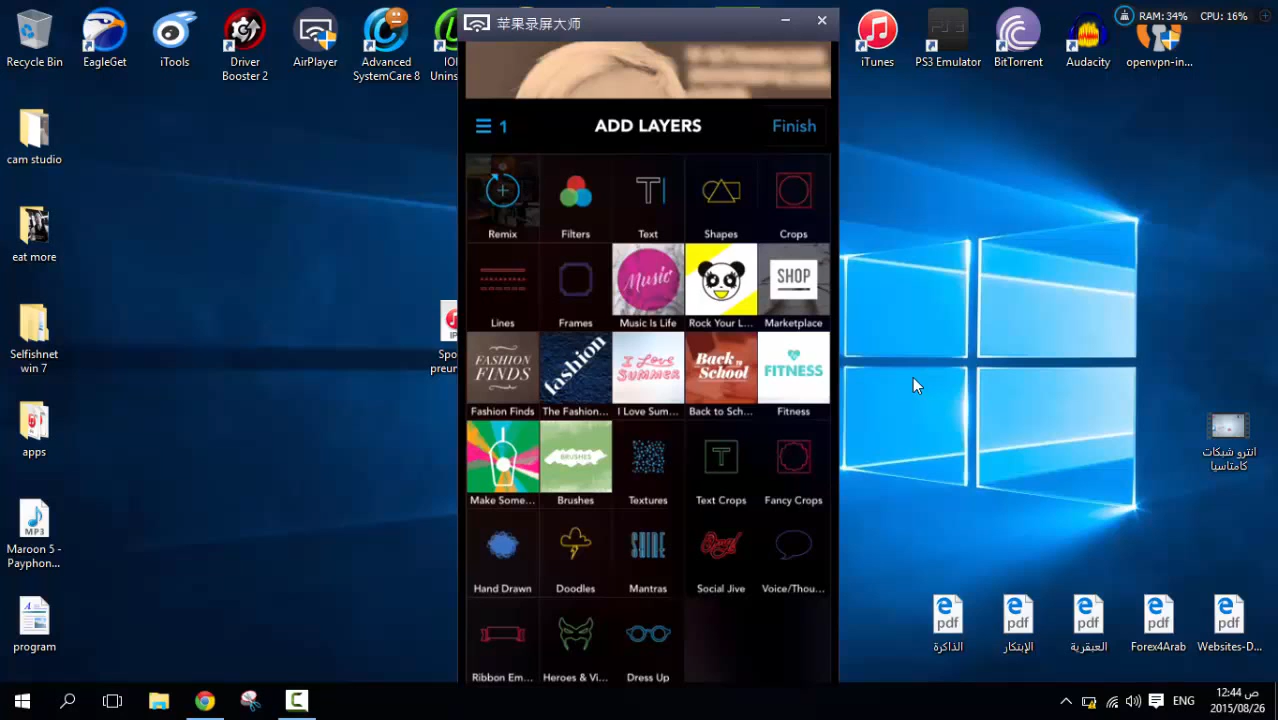 苹果录屏大师
RAM: 34% CPU: 16%
Recycle Bin
EagleGet
iTools
Driver
Booster 2
AirPlayer
Advanced
SystemCare 8
iTunes
PS3 Emulator
BitTorrent
Audacity
openvpn-in...
cam studio
eat more
Selfishnet
win 7
apps
MP3
Maroon 5 -
Payphon...
program
1
ADD LAYERS
Finish
Remix
Filters
Text
Shapes
Crops
Music
SHOP
Lines
Frames
Music Is Life
Rock Your L...
Marketplace
FASHION
FINDS
fashion
I Love
SUMMER
Back to
School
FITNESS
Fashion Finds
The Fashion...
I Love Sum...
Back to Sch...
Fitness
BRUSHES
T
Make Some...
Brushes
Textures
Text Crops
Fancy Crops
SHINE
Hand Drawn
Doodles
Mantras
Social Jive
Voice/Thou...
Ribbon Em...
Heroes & Vi...
Dress Up
انترو شبكات
كامتاسيا
pdf
pdf
pdf
pdf
pdf
الذاكرة
الإبتكار
العبقرية
Forex4Arab
Websites-D...
ENG
12:44 ص
2015/08/26